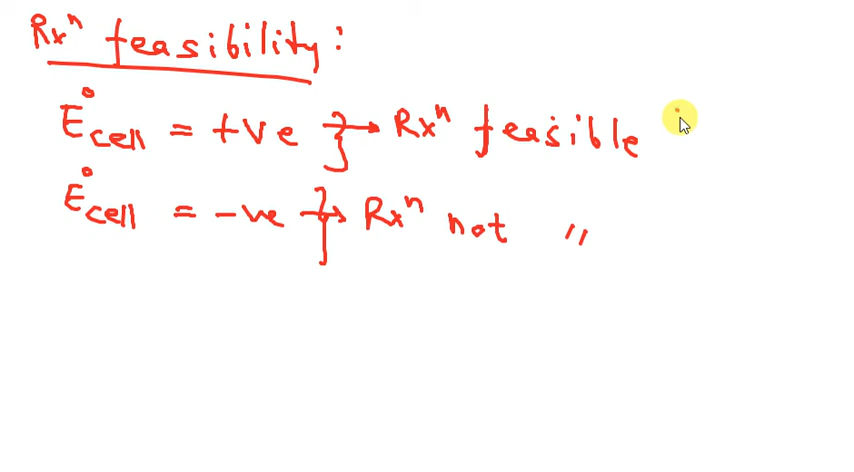 Rxⁿ feasibility :
E°cell = +ve } → Rxⁿ feasible
E°cell = -ve } → Rxⁿ not "